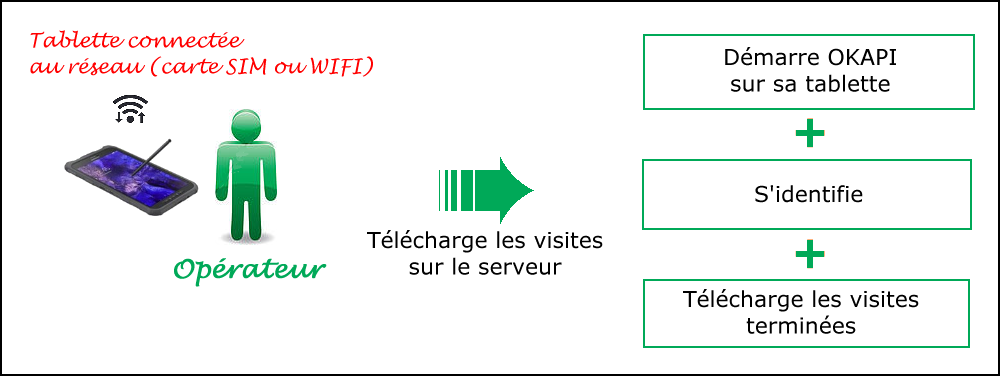 Tablette connectée
au réseau (carte SIM ou WIFI)
Opérateur
Télécharge les visites
sur le serveur
Démarre OKAPI
sur sa tablette
+
S'identifie
+
Télécharge les visites
terminées